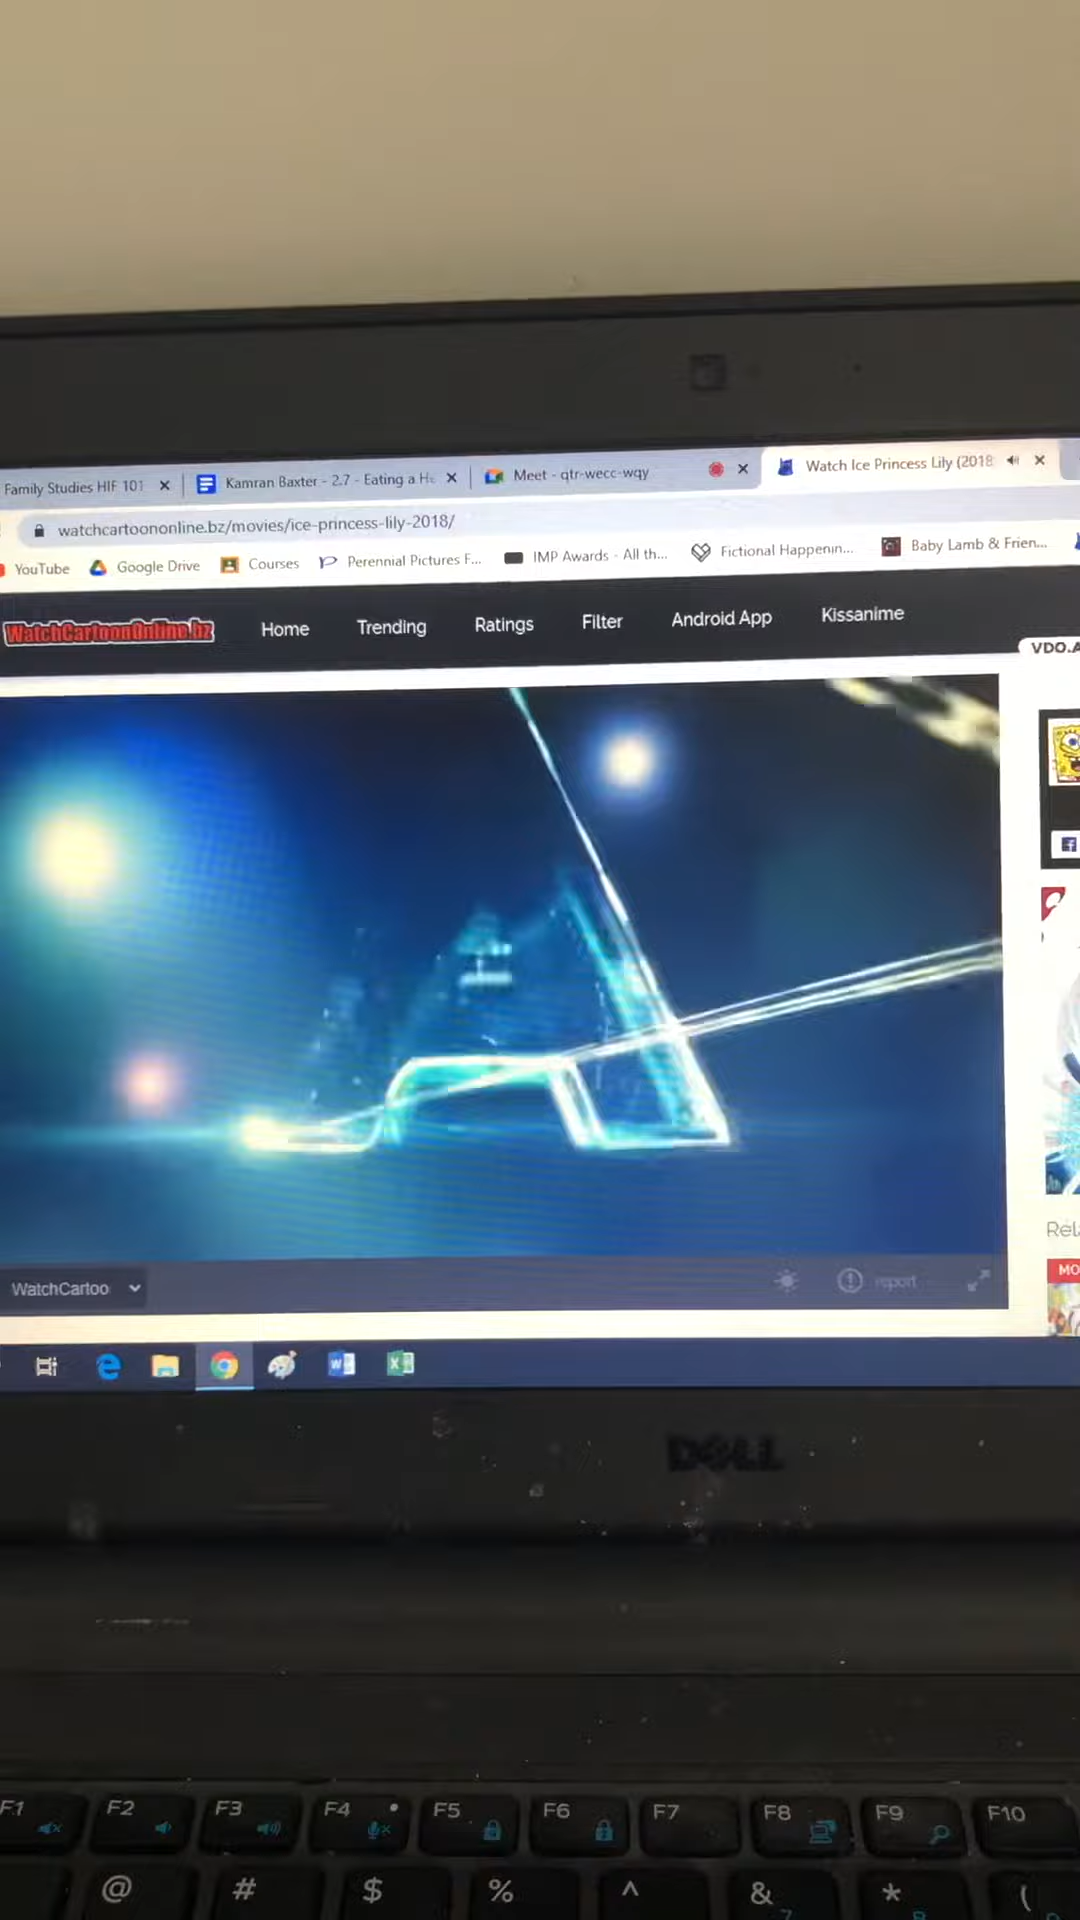 Family Studies HIF 101
Kamran Baxter - 2.7 - Eating a He
Meet - qtr-wecc-wqy
Watch Ice Princess Lily (2018
watchcartoononline.bz/movies/ice-princess-lily-2018/
YouTube
Google Drive
Courses
Perennial Pictures F...
IMP Awards - All th...
Fictional Happenin...
Baby Lamb & Frien...
WatchCartoonOnline.bz
Home
Trending
Ratings
Filter
Android App
Kissanime
VDO.A
WatchCartoo
report
Rel
MO
DELL
F1
F2
F3
F4
F5
F6
F7
F8
F9
F10
@
#
$
%
^
&
7
*
8
(